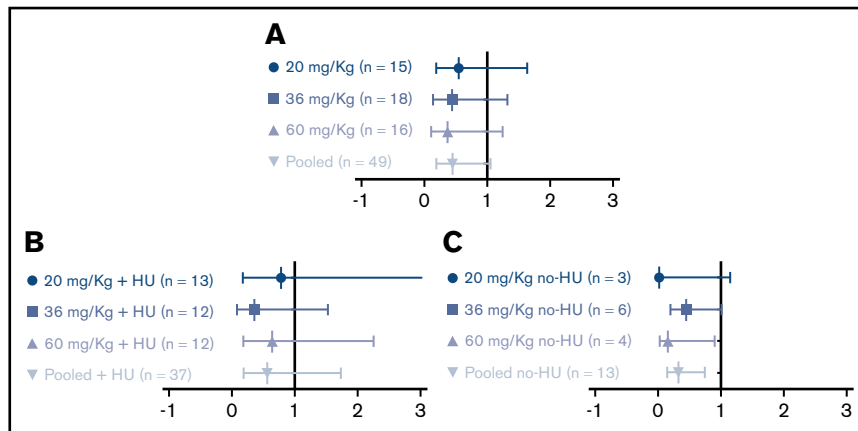 A
20 mg/Kg (n = 15)
36 mg/Kg (n = 18)
60 mg/Kg (n = 16)
Pooled (n = 49)
-1 0 1 2 3
B
20 mg/Kg + HU (n = 13)
36 mg/Kg + HU (n = 12)
60 mg/Kg + HU (n = 12)
Pooled + HU (n = 37)
-1 0 1 2 3
C
20 mg/Kg no-HU (n = 3)
36 mg/Kg no-HU (n = 6)
60 mg/Kg no-HU (n = 4)
Pooled no-HU (n = 13)
-1 0 1 2 3